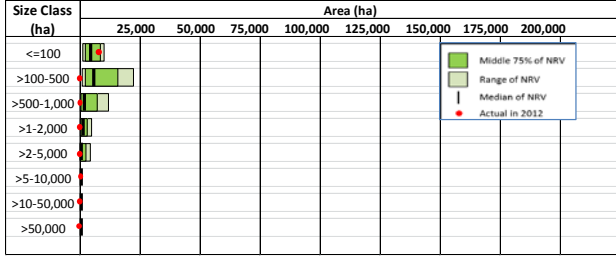 Size Class
(ha)
Area (ha)
25,000 50,000 75,000 100,000 125,000 150,000 175,000 200,000
<=100
>100-500
>500-1,000
>1-2,000
>2-5,000
>5-10,000
>10-50,000
>50,000
Middle 75% of NRV
Range of NRV
Median of NRV
Actual in 2012